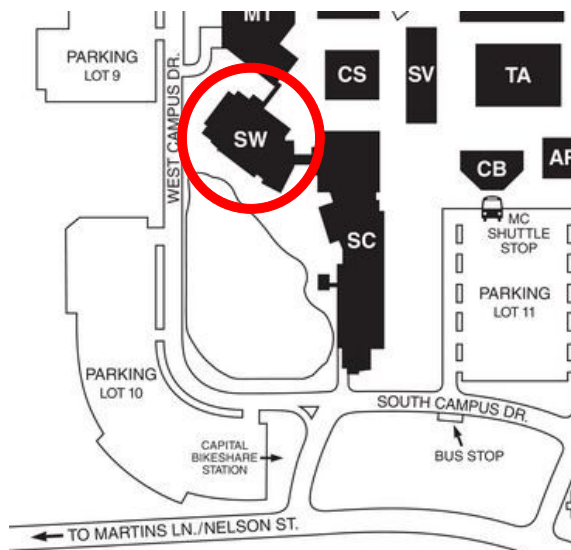 MT
PARKING
LOT 9
WEST CAMPUS DR.
CS
SV
TA
SW
CB
MC
SHUTTLE
STOP
SC
PARKING
LOT 11
PARKING
LOT 10
SOUTH CAMPUS DR.
CAPITAL
BIKESHARE
STATION
BUS STOP
TO MARTINS LN./NELSON ST.